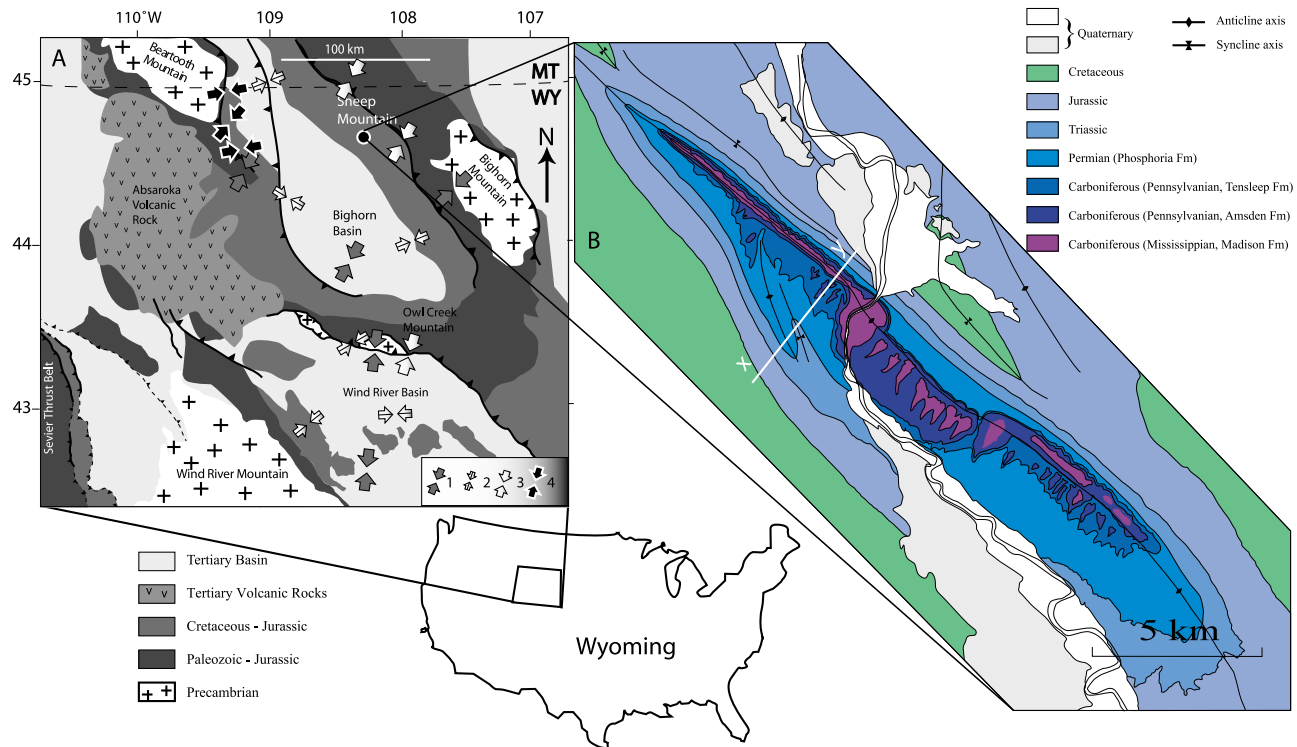 110°W
109
108
107
A
Beartooth
Mountain
100 km
45
45
MT
WY
Sheep
Mountain
N
Bighorn
Mountain
Absaroka
Volcanic
Rock
Bighorn
Basin
44
44
Owl Creek
Mountain
43
43
Wind River Basin
Sevier Thrust Belt
Wind River Mountain
1
2
3
4
Tertiary Basin
Tertiary Volcanic Rocks
Cretaceous - Jurassic
Paleozoic - Jurassic
Precambrian
Wyoming
B
y
x
5 km
Quaternary
Cretaceous
Jurassic
Triassic
Permian (Phosphoria Fm)
Carboniferous (Pennsylvanian, Tensleep Fm)
Carboniferous (Pennsylvanian, Amsden Fm)
Carboniferous (Mississippian, Madison Fm)
Anticline axis
Syncline axis